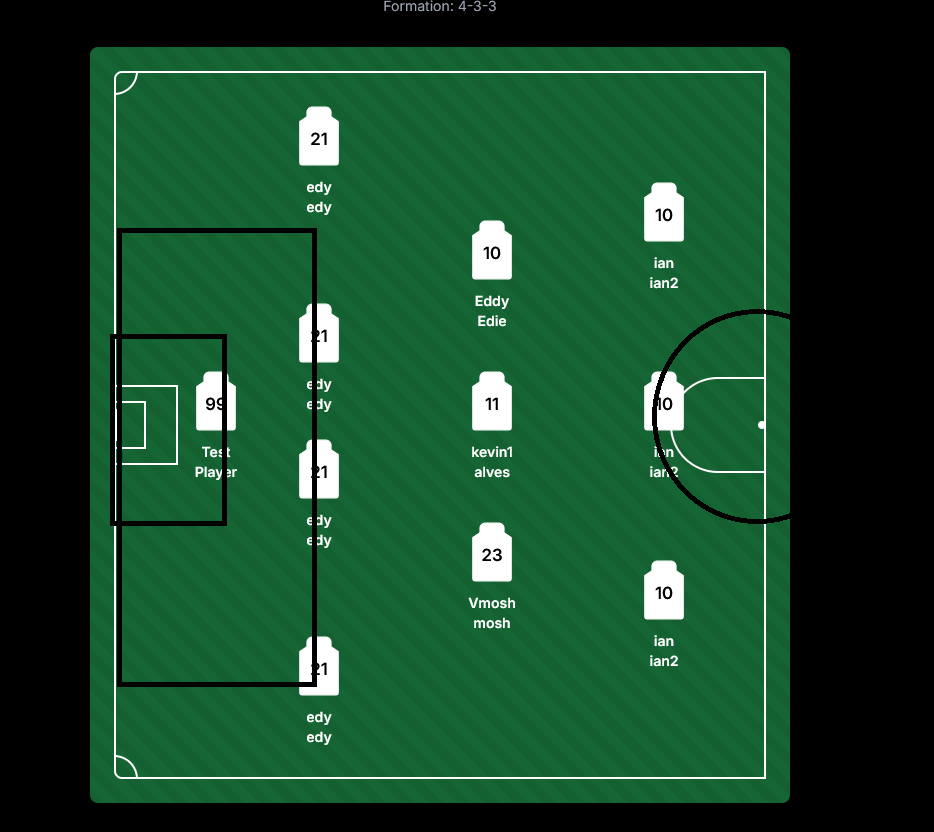 Formation: 4-3-3
21
edy
edy
10
ian
ian2
10
Eddy
Edie
21
edy
edy
99
Test
Player
11
kevin1
alves
10
ian
ian2
21
edy
edy
23
Vmosh
mosh
10
ian
ian2
21
edy
edy